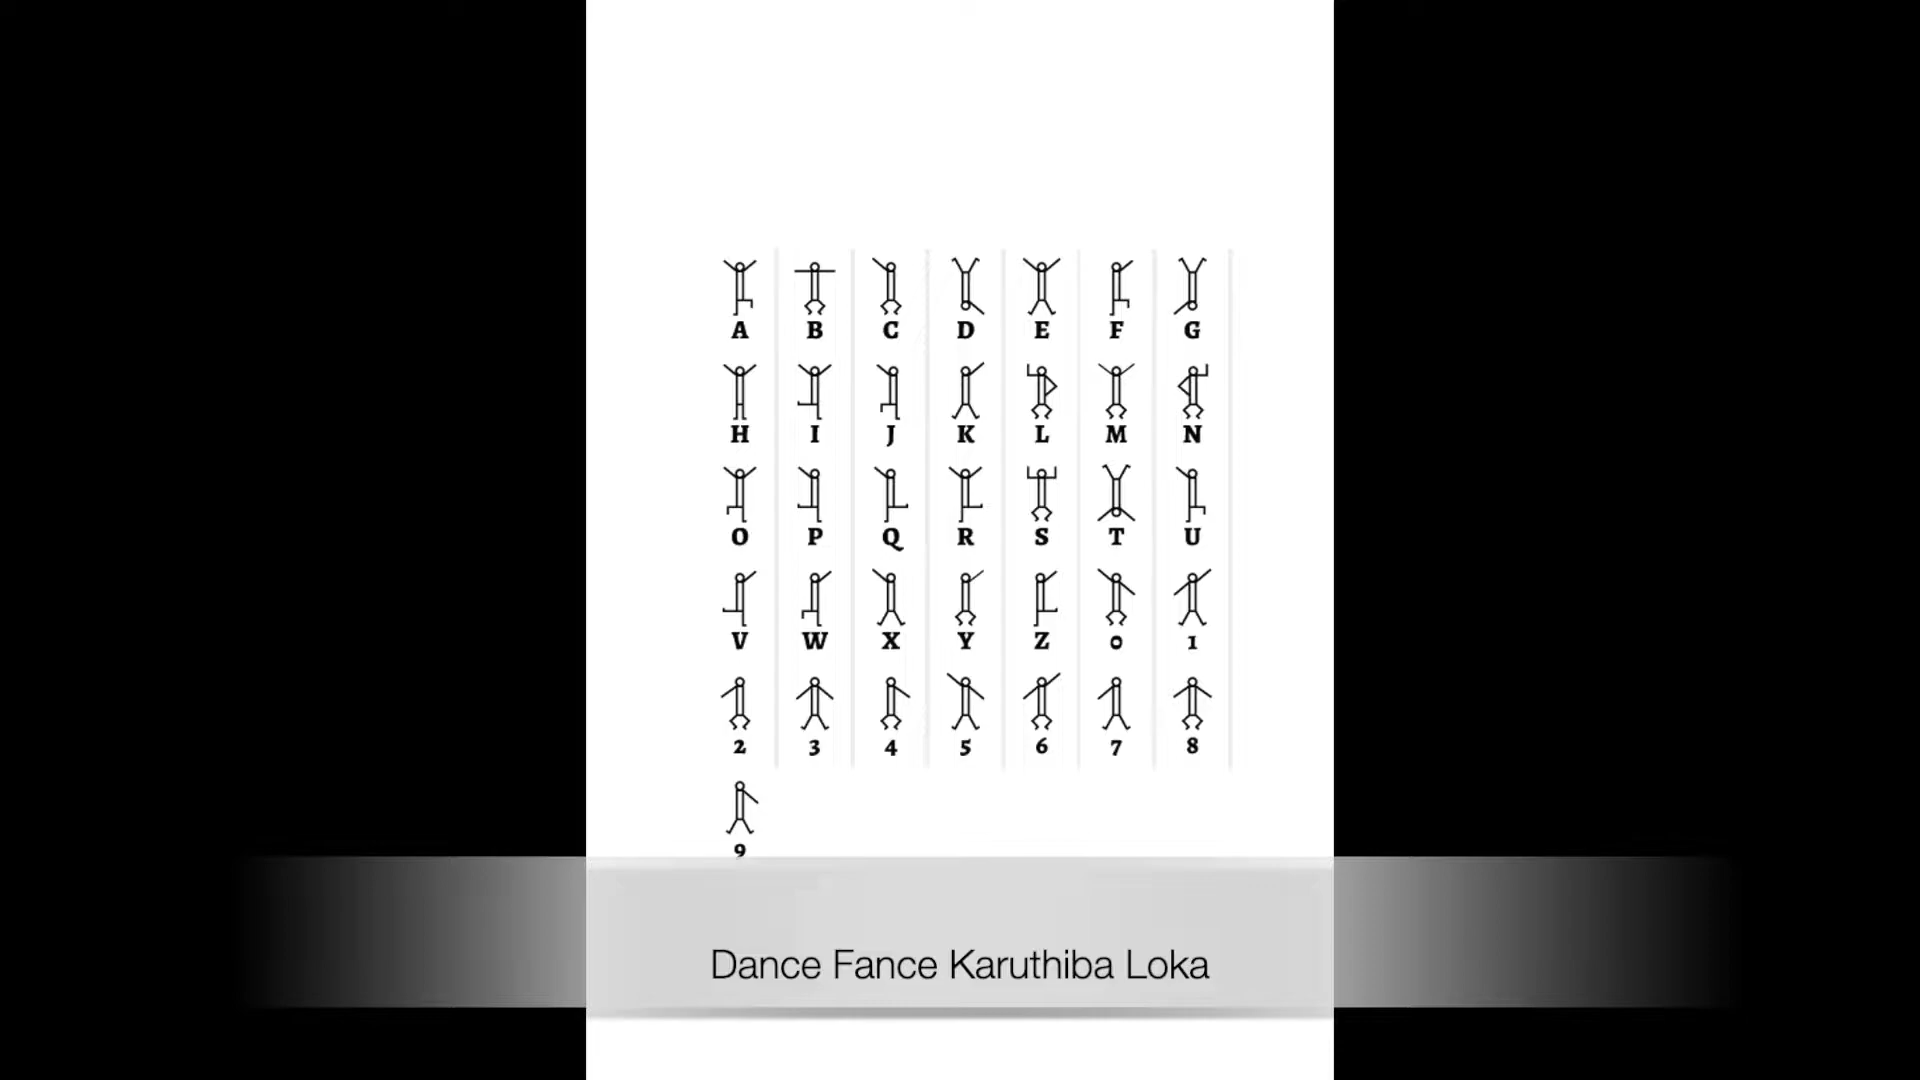 A B C D E F G
H I J K L M N
O P Q R S T U
V W X Y Z 0 1
2 3 4 5 6 7 8
9
Dance Fance Karuthiba Loka